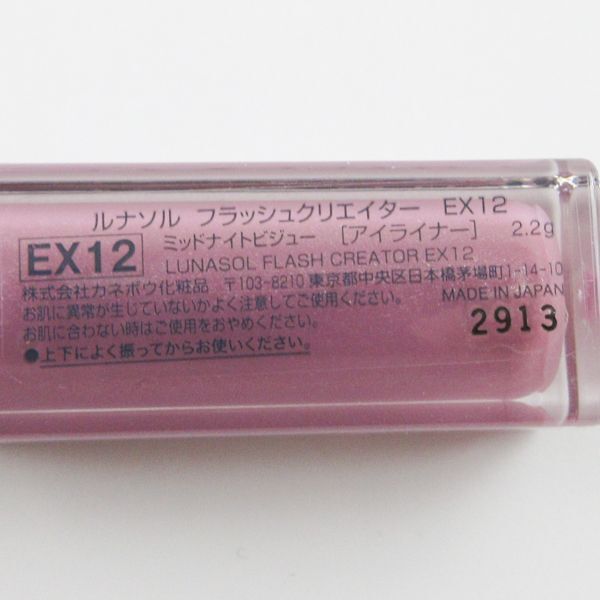 ルナソル フラッシュクリエイター EX12
EX12 ミッドナイトビジュー [アイライナー] 2.2g
LUNASOL FLASH CREATOR EX12
株式会社カネボウ化粧品 〒103-8210 東京都中央区日本橋茅場町1-14-10
お肌に異常が生じていないかよく注意してご使用ください。 MADE IN JAPAN
お肌に合わない時はご使用をおやめください。 2913
●上下によく振ってからお使いください。